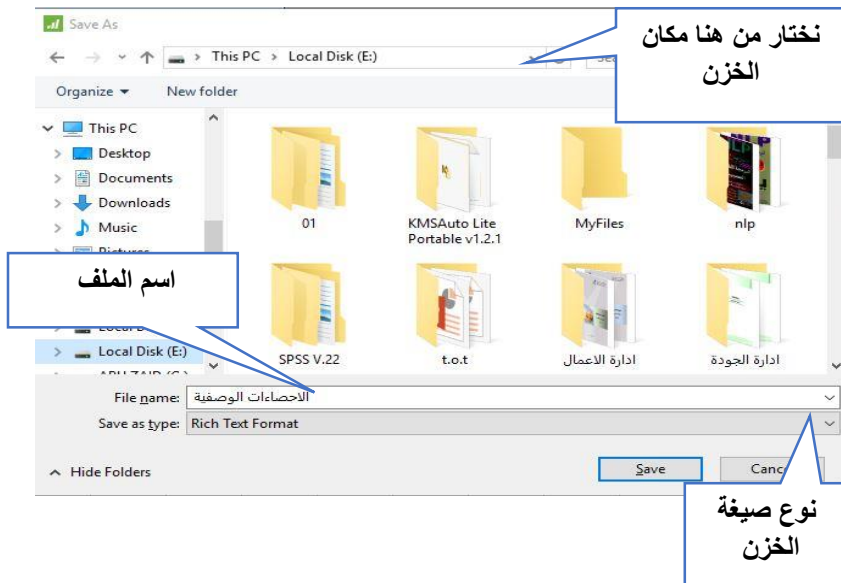 Save As
نختار من هنا مكان
الخزن
This PC > Local Disk (E:)
Organize
New folder
This PC
Desktop
Documents
Downloads
Music
01
KMSAuto Lite
Portable v1.2.1
MyFiles
nlp
اسم الملف
Local Disk (E:)
SPSS V.22
t.o.t
ادارة الاعمال
ادارة الجودة
File name: الاحصاءات الوصفية
Save as type: Rich Text Format
Hide Folders
Save
نوع صيغة
الخزن